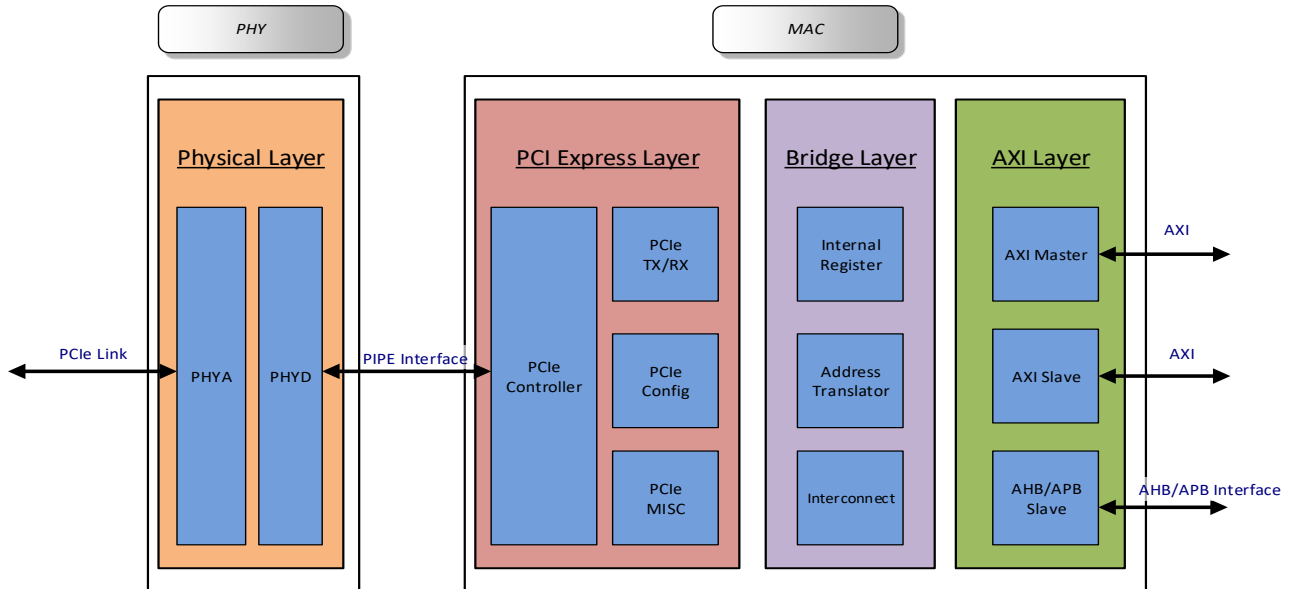 PHY
MAC
Physical Layer
PCI Express Layer
Bridge Layer
AXI Layer
PCIe Link
PHYA
PHYD
PIPE Interface
PCIe
Controller
PCIe
TX/RX
PCIe
Config
PCIe
MISC
Internal
Register
Address
Translator
Interconnect
AXI Master
AXI Slave
AHB/APB
Slave
AXI
AXI
AHB/APB Interface